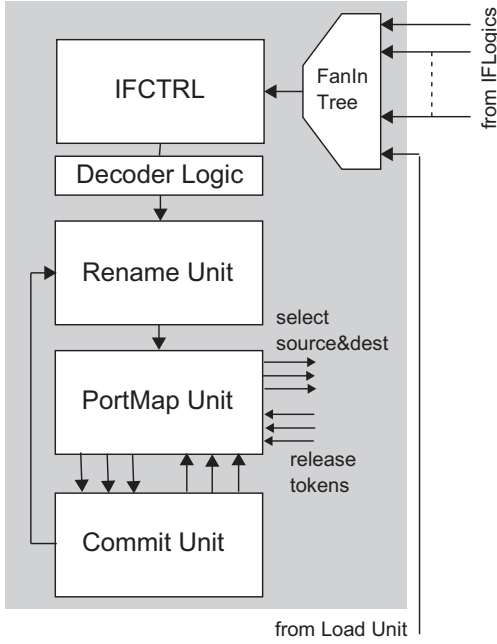 from IFLogics
FanIn
Tree
IFCTRL
Decoder Logic
Rename Unit
select
source&dest
PortMap Unit
release
tokens
Commit Unit
from Load Unit